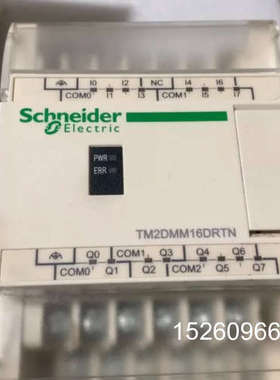 I0 I2 NC I4 I6
COM0 I1 I3 COM1 I5 I7
Schneider
Electric
PWR
ERR
TM2DMM16DRTN
Q0 COM1 Q3 Q4 Q6
COM0 Q1 Q2 COM2 Q5 Q7
15260966